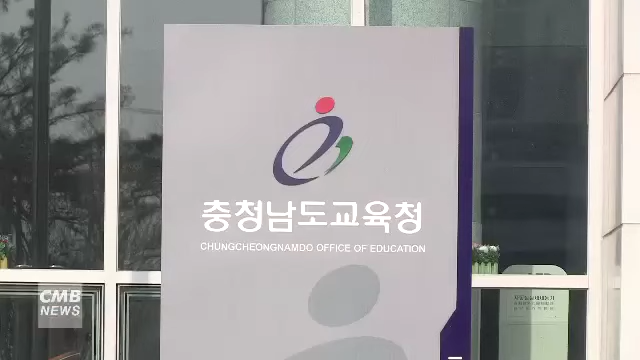 충청남도교육청
CHUNGCHEONGNAMDO OFFICE OF EDUCATION
CMB
NEWS